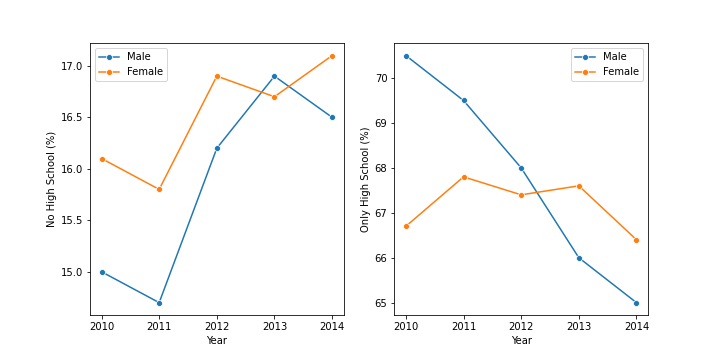 No High School (%)
17.0
16.5
16.0
15.5
15.0
Male
Female
2010 2011 2012 2013 2014
Year
Only High School (%)
70
69
68
67
66
65
Male
Female
2010 2011 2012 2013 2014
Year